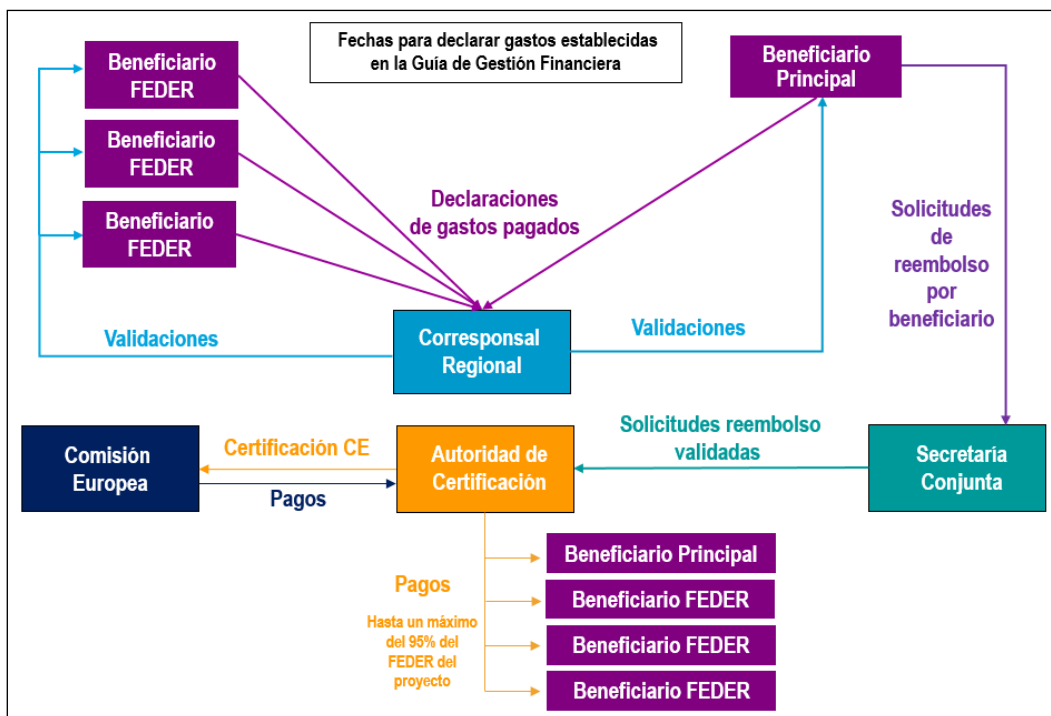 Fechas para declarar gastos establecidas
en la Guía de Gestión Financiera
Beneficiario
FEDER
Beneficiario
FEDER
Beneficiario
FEDER
Beneficiario
Principal
Declaraciones
de gastos pagados
Solicitudes
de
reembolso
por
beneficiario
Validaciones
Corresponsal
Regional
Validaciones
Comisión
Europea
Certificación CE
Pagos
Autoridad de
Certificación
Solicitudes reembolso
validadas
Secretaría
Conjunta
Pagos
Hasta un máximo
del 95% del
FEDER del
proyecto
Beneficiario Principal
Beneficiario FEDER
Beneficiario FEDER
Beneficiario FEDER